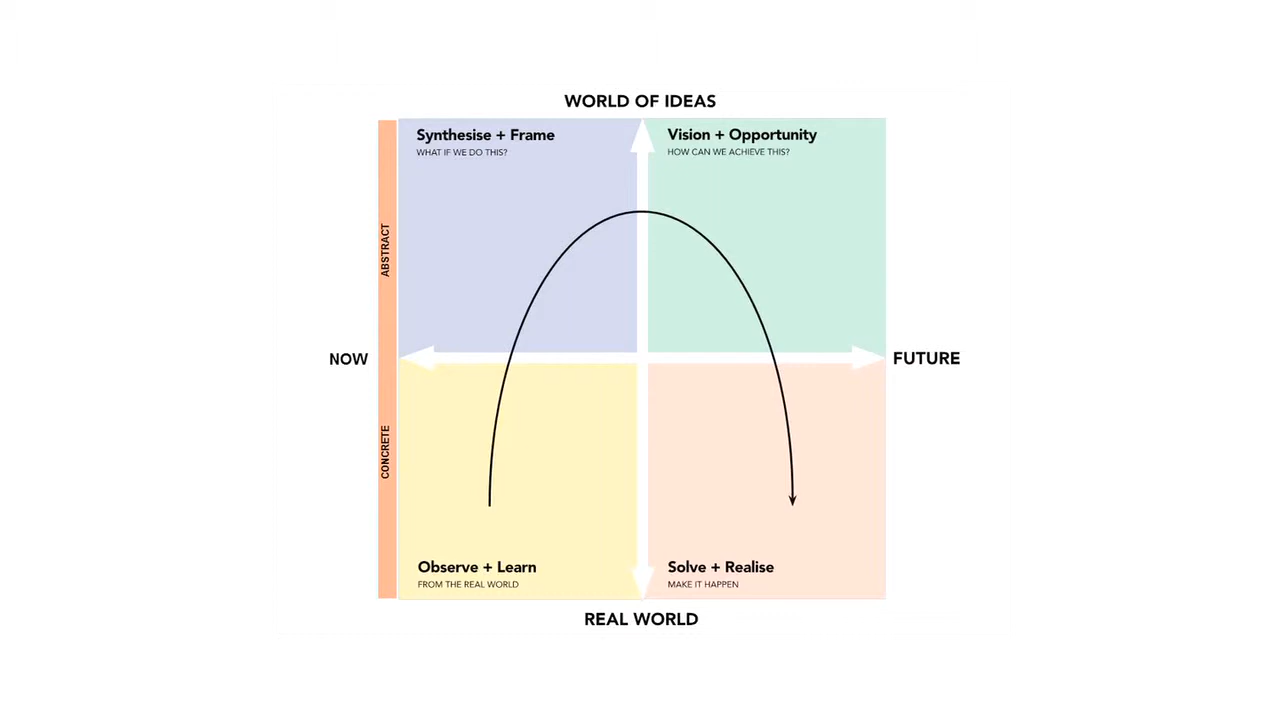 WORLD OF IDEAS
Synthesise + Frame
WHAT IF WE DO THIS?
Vision + Opportunity
HOW CAN WE ACHIEVE THIS?
ABSTRACT
NOW
FUTURE
CONCRETE
Observe + Learn
FROM THE REAL WORLD
Solve + Realise
MAKE IT HAPPEN
REAL WORLD